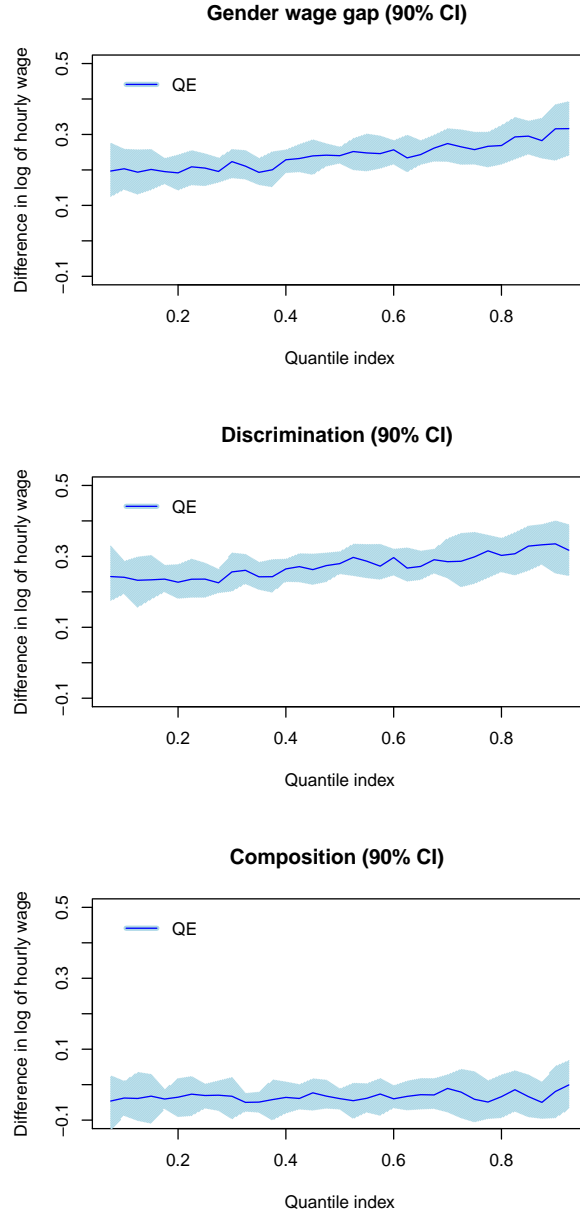 Gender wage gap (90% CI)
Difference in log of hourly wage
0.5
0.3
0.1
−0.1
QE
0.2
0.4
0.6
0.8
Quantile index
Discrimination (90% CI)
Difference in log of hourly wage
0.5
0.3
0.1
−0.1
QE
0.2
0.4
0.6
0.8
Quantile index
Composition (90% CI)
Difference in log of hourly wage
0.5
0.3
0.1
−0.1
QE
0.2
0.4
0.6
0.8
Quantile index